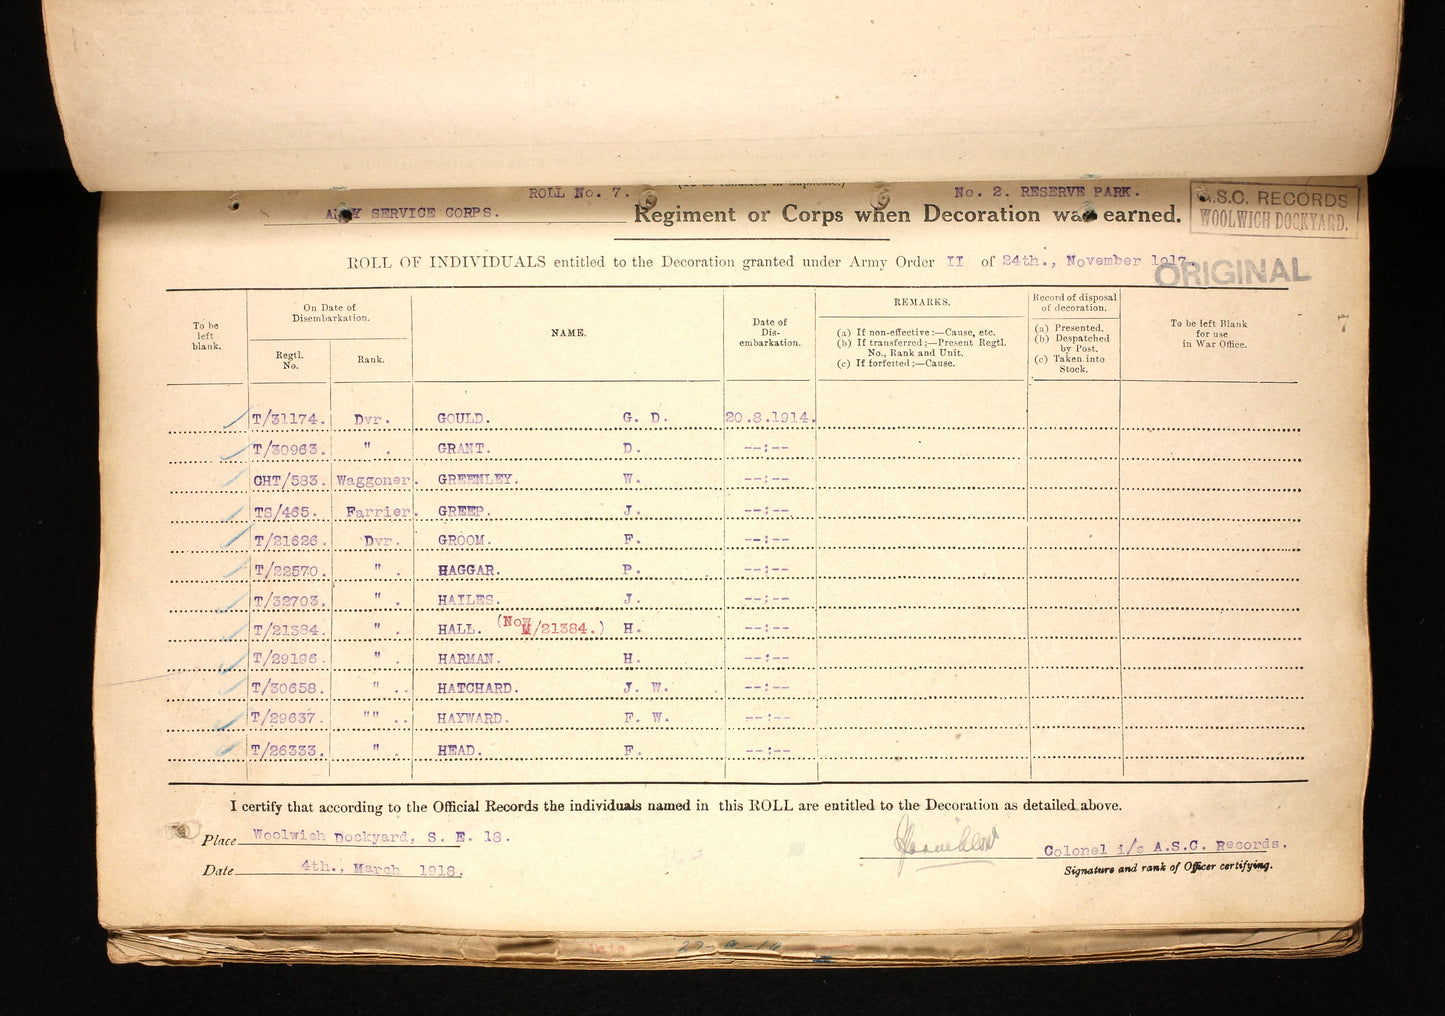 (To be rendered in duplicate.)
ROLL No. 7. No. 2. RESERVE PARK.
ARMY SERVICE CORPS. Regiment or Corps when Decoration was earned.
A.S.C. RECORDS
WOOLWICH DOCKYARD.
ROLL OF INDIVIDUALS entitled to the Decoration granted under Army Order II of 24th., November 1917.
ORIGINAL
To be left blank.
On Date of Disembarkation.
Regtl. No.
Rank.
NAME.
Date of Dis-embarkation.
REMARKS.
(a) If non-effective:—Cause, etc.
(b) If transferred;—Present Regtl. No., Rank and Unit.
(c) If forfeited;—Cause.
Record of disposal of decoration.
(a) Presented.
(b) Despatched by Post.
(c) Taken into Stock.
To be left Blank for use in War Office.
T/31174. Dvr. GOULD. G. D. 20.8.1914.
T/30963. " . GRANT. D. --:--
CHT/583. Waggoner. GREENLEY. W. --:--
TS/465. Farrier. GREEP. J. --:--
T/21626. Dvr. GROOM. F. --:--
T/22570. " . HAGGAR. P. --:--
T/32703. " . HAILES. J. --:--
T/21384. " . HALL. (Now M/21384.) H. --:--
T/29196. " . HARMAN. H. --:--
T/30658. " .. HATCHARD. J. W. --:--
T/29637. "" .. HAYWARD. F. W. --:--
T/26333. " . HEAD. F. --:--
I certify that according to the Official Records the individuals named in this ROLL are entitled to the Decoration as detailed above.
Place Woolwich Dockyard, S. E. 18.
Colonel i/c A.S.C. Records.
Date 4th., March 1918.
Signature and rank of Officer certifying.